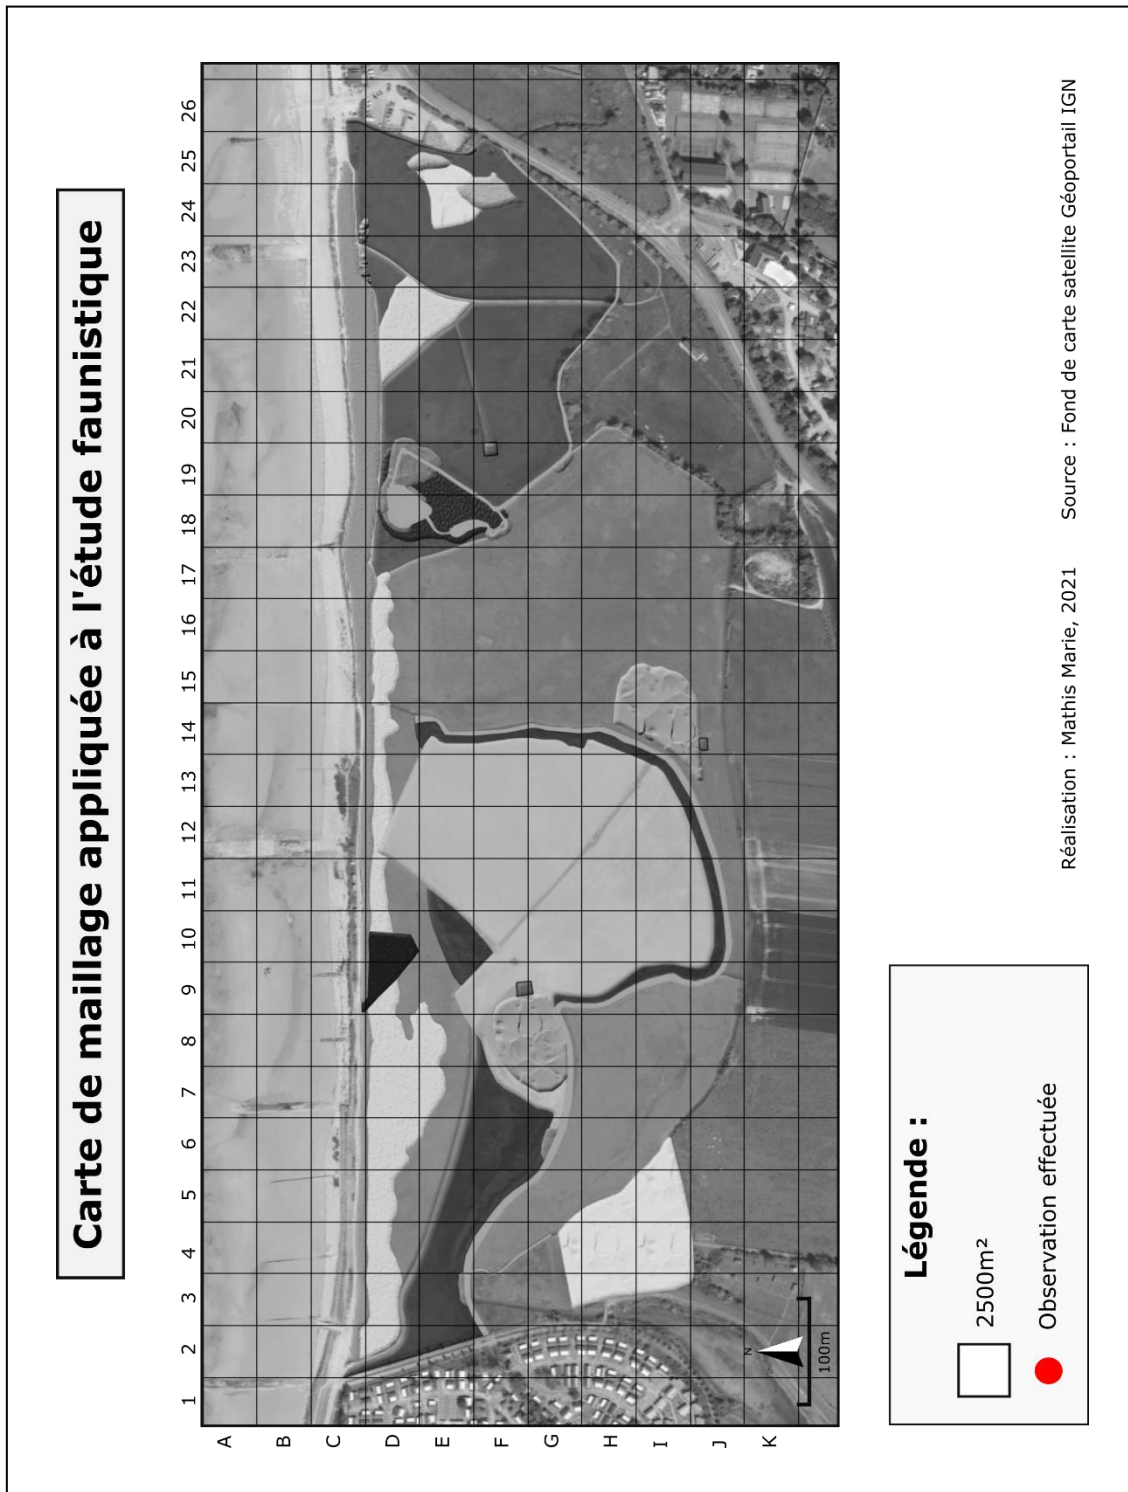 Carte de maillage appliquée à l'étude faunistique
1 2 3 4 5 6 7 8 9 10 11 12 13 14 15 16 17 18 19 20 21 22 23 24 25 26
A
B
C
D
E
F
G
H
I
J
K
N
100m
Légende :
2500m²
Observation effectuée
Réalisation : Mathis Marie, 2021 Source : Fond de carte satellite Géoportail IGN